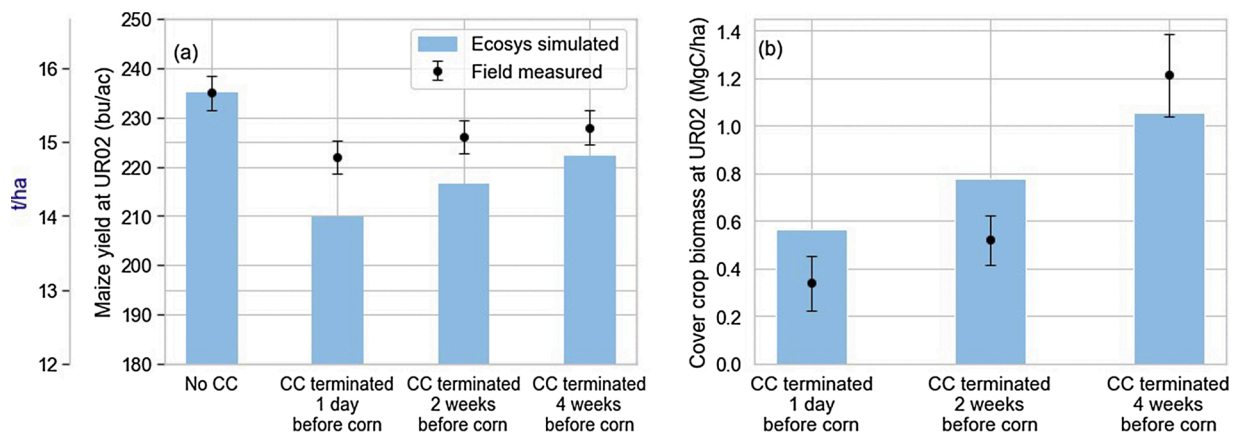 (a)
Ecosys simulated
Field measured
t/ha
16
15
14
13
12
Maize yield at UR02 (bu/ac)
250
240
230
220
210
200
290
180
No CC
CC terminated
1 day
before corn
CC terminated
2 weeks
before corn
CC terminated
4 weeks
before corn
(b)
Cover crop biomass at UR02 (MgC/ha)
1.4
1.2
1.0
0.8
0.6
0.4
0.2
0.0
CC terminated
1 day
before corn
CC terminated
2 weeks
before corn
CC terminated
4 weeks
before corn